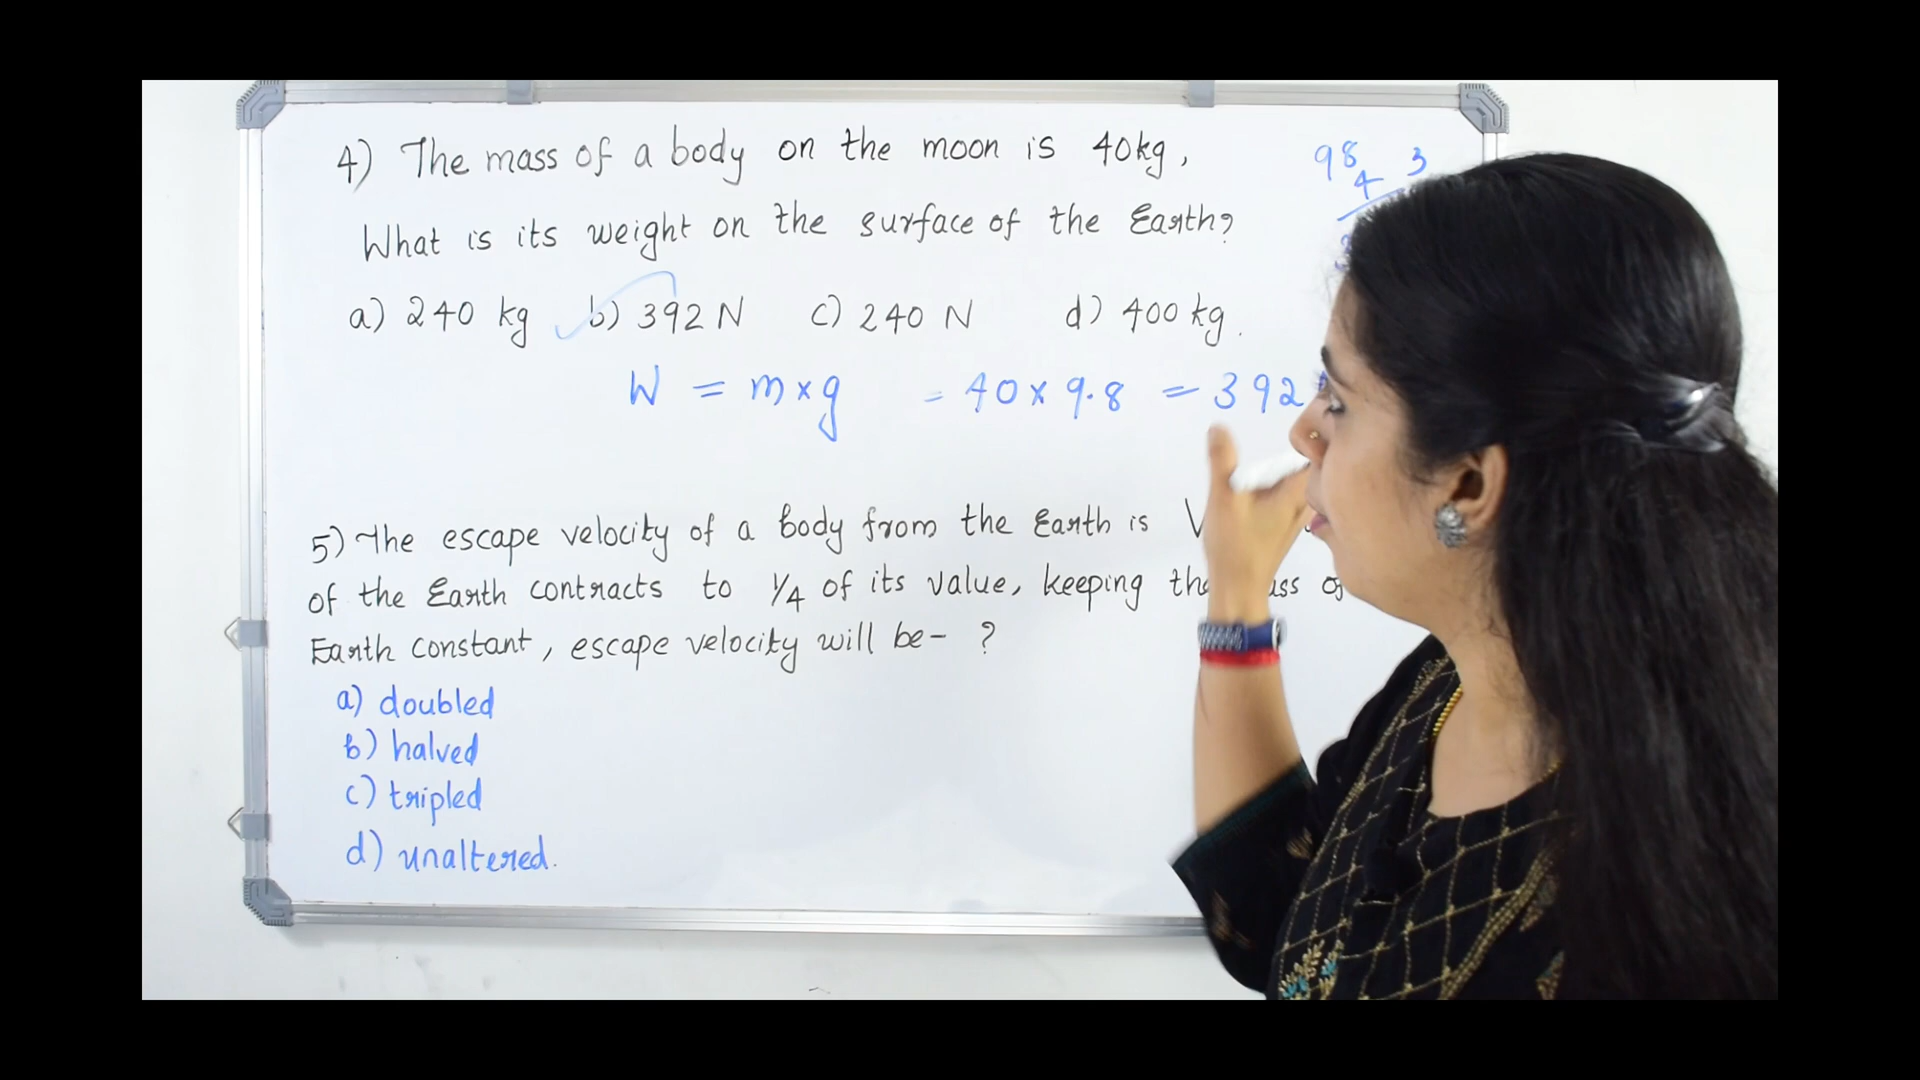 4) The mass of a body on the moon is 40kg,
What is its weight on the surface of the Earth?
a) 240 kg b) 392 N c) 240 N d) 400 kg.
98
4 3
W = m × g = 40 × 9.8 = 392
5) The escape velocity of a body from the Earth is
of the Earth contracts to 1/4 of its value, keeping
Earth constant, escape velocity will be- ?
a) doubled
b) halved
c) tripled
d) unaltered.